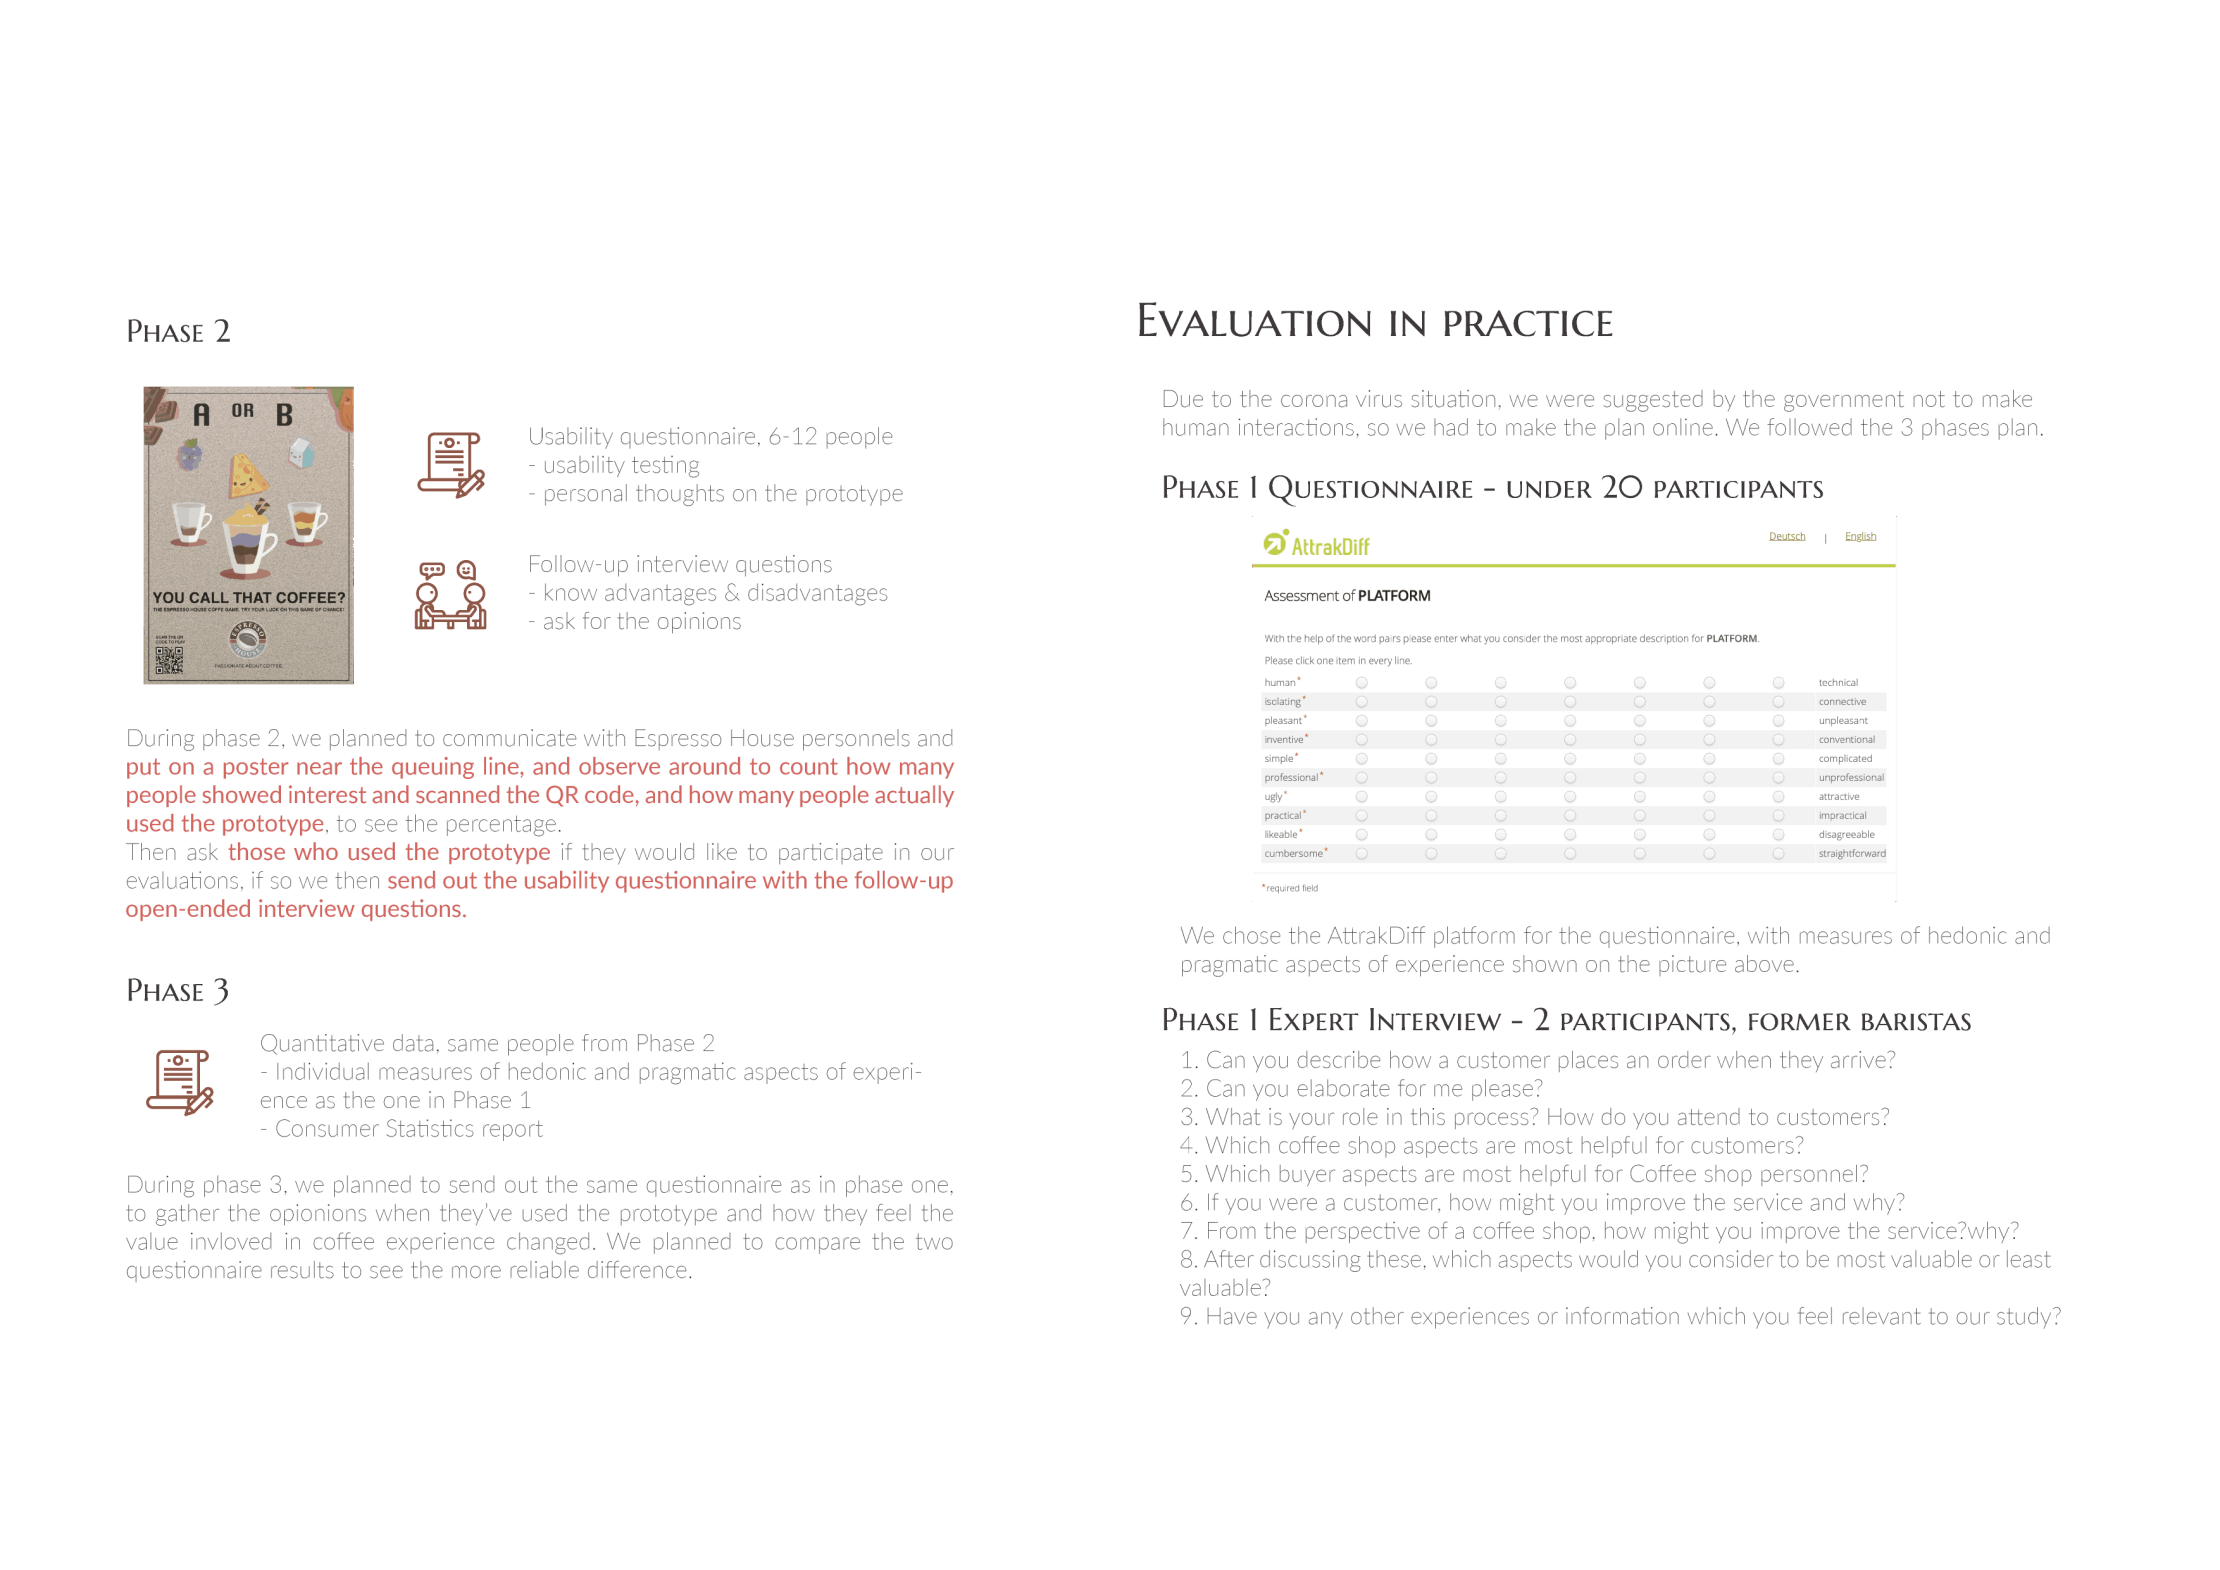 Phase 2
A OR B
YOU CALL THAT COFFEE?
THE ESPRESSO HOUSE COFFE GAME. TRY YOUR LUCK ON THIS GAME OF CHANCE!
SCAN THE QR
CODE TO PLAY
ESPRESSO
HOUSE
PASSIONATE ABOUT COFFEE.
Usability questionnaire, 6-12 people
- usability testing
- personal thoughts on the prototype
Follow-up interview questions
- know advantages & disadvantages
- ask for the opinions
During phase 2, we planned to communicate with Espresso House personnels and
put on a poster near the queuing line, and observe around to count how many
people showed interest and scanned the QR code, and how many people actually
used the prototype, to see the percentage.
Then ask those who used the prototype if they would like to participate in our
evaluations, if so we then send out the usability questionnaire with the follow-up
open-ended interview questions.
Phase 3
Quantitative data, same people from Phase 2
- Individual measures of hedonic and pragmatic aspects of experi-
ence as the one in Phase 1
- Consumer Statistics report
During phase 3, we planned to send out the same questionnaire as in phase one,
to gather the opionions when they've used the prototype and how they feel the
value invloved in coffee experience changed. We planned to compare the two
questionnaire results to see the more reliable difference.
Evaluation in practice
Due to the corona virus situation, we were suggested by the government not to make
human interactions, so we had to make the plan online. We followed the 3 phases plan.
Phase 1 Questionnaire - under 20 participants
AttrakDiff
Deutsch | English
Assessment of PLATFORM
With the help of the word pairs please enter what you consider the most appropriate description for PLATFORM.
Please click one item in every line.
human* technical
isolating* connective
pleasant* unpleasant
inventive* conventional
simple* complicated
professional* unprofessional
ugly* attractive
practical* impractical
likeable* disagreeable
cumbersome* straightforward
*required field
We chose the AttrakDiff platform for the questionnaire, with measures of hedonic and
pragmatic aspects of experience shown on the picture above.
Phase 1 Expert Interview - 2 participants, former baristas
1. Can you describe how a customer places an order when they arrive?
2. Can you elaborate for me please?
3. What is your role in this process? How do you attend to customers?
4. Which coffee shop aspects are most helpful for customers?
5. Which buyer aspects are most helpful for Coffee shop personnel?
6. If you were a customer, how might you improve the service and why?
7. From the perspective of a coffee shop, how might you improve the service?why?
8. After discussing these, which aspects would you consider to be most valuable or least
valuable?
9. Have you any other experiences or information which you feel relevant to our study?